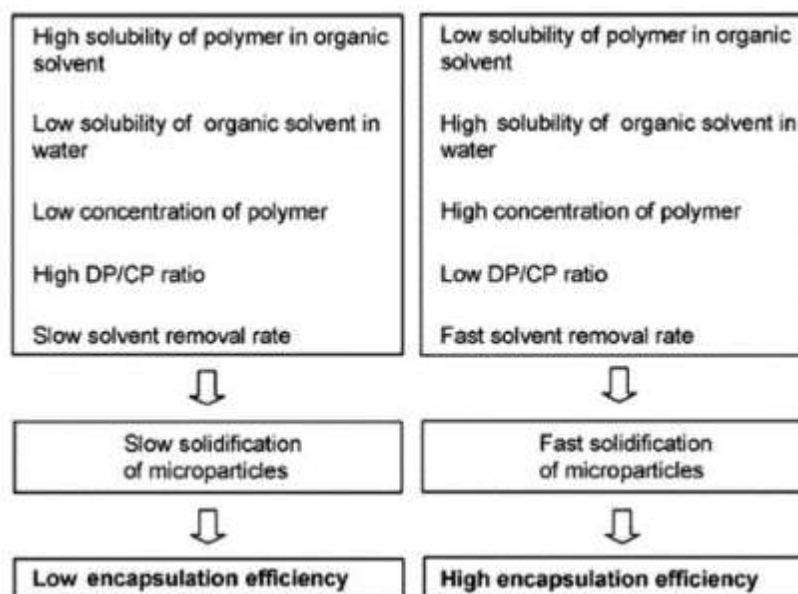 High solubility of polymer in organic
solvent
Low solubility of organic solvent in
water
Low concentration of polymer
High DP/CP ratio
Slow solvent removal rate
Slow solidification
of microparticles
Low encapsulation efficiency
Low solubility of polymer in organic
solvent
High solubility of organic solvent in
water
High concentration of polymer
Low DP/CP ratio
Fast solvent removal rate
Fast solidification
of microparticles
High encapsulation efficiency